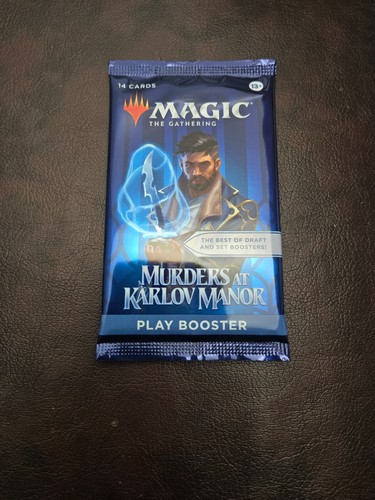 14 CARDS
13+
MAGIC
THE GATHERING
THE BEST OF DRAFT
AND SET BOOSTERS!
MURDERS AT
KARLOV MANOR
PLAY BOOSTER